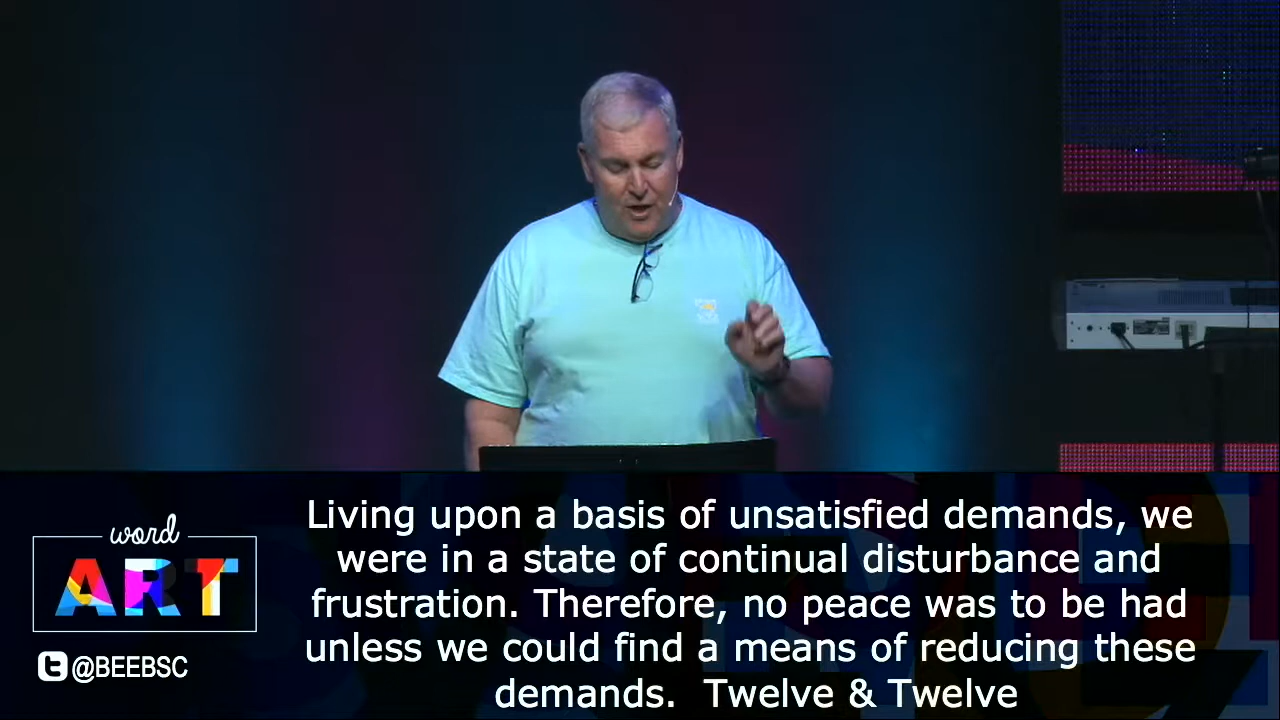 word
ART
@BEEBSC
Living upon a basis of unsatisfied demands, we
were in a state of continual disturbance and
frustration. Therefore, no peace was to be had
unless we could find a means of reducing these
demands.  Twelve & Twelve